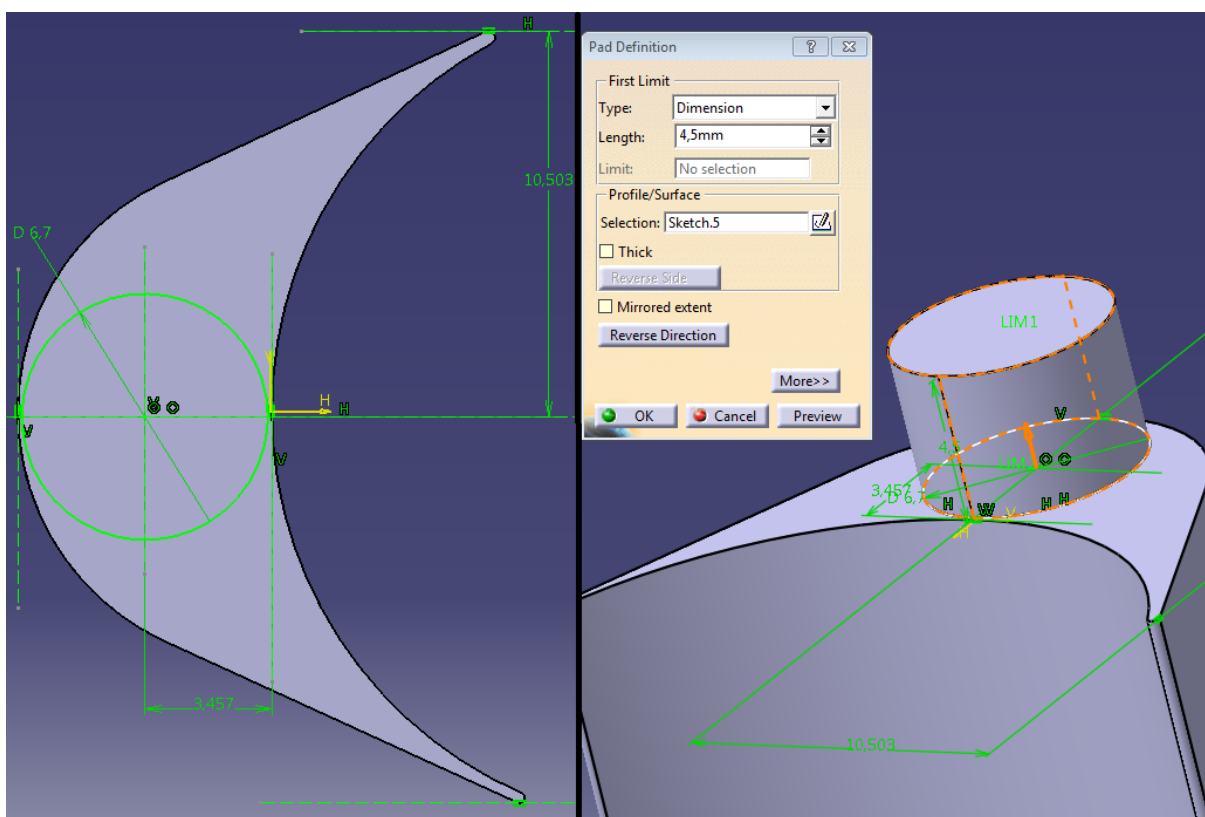 H
10,503
D 6,7
V
H
H
V
V
3,457
Pad Definition
?
First Limit
Type: Dimension
Length: 4,5mm
Limit: No selection
Profile/Surface
Selection: Sketch.5
Thick
Reverse Side
Mirrored extent
Reverse Direction
More>>
OK Cancel Preview
LIM1
V
3,457
D 6,7
H
H H
V
10,503